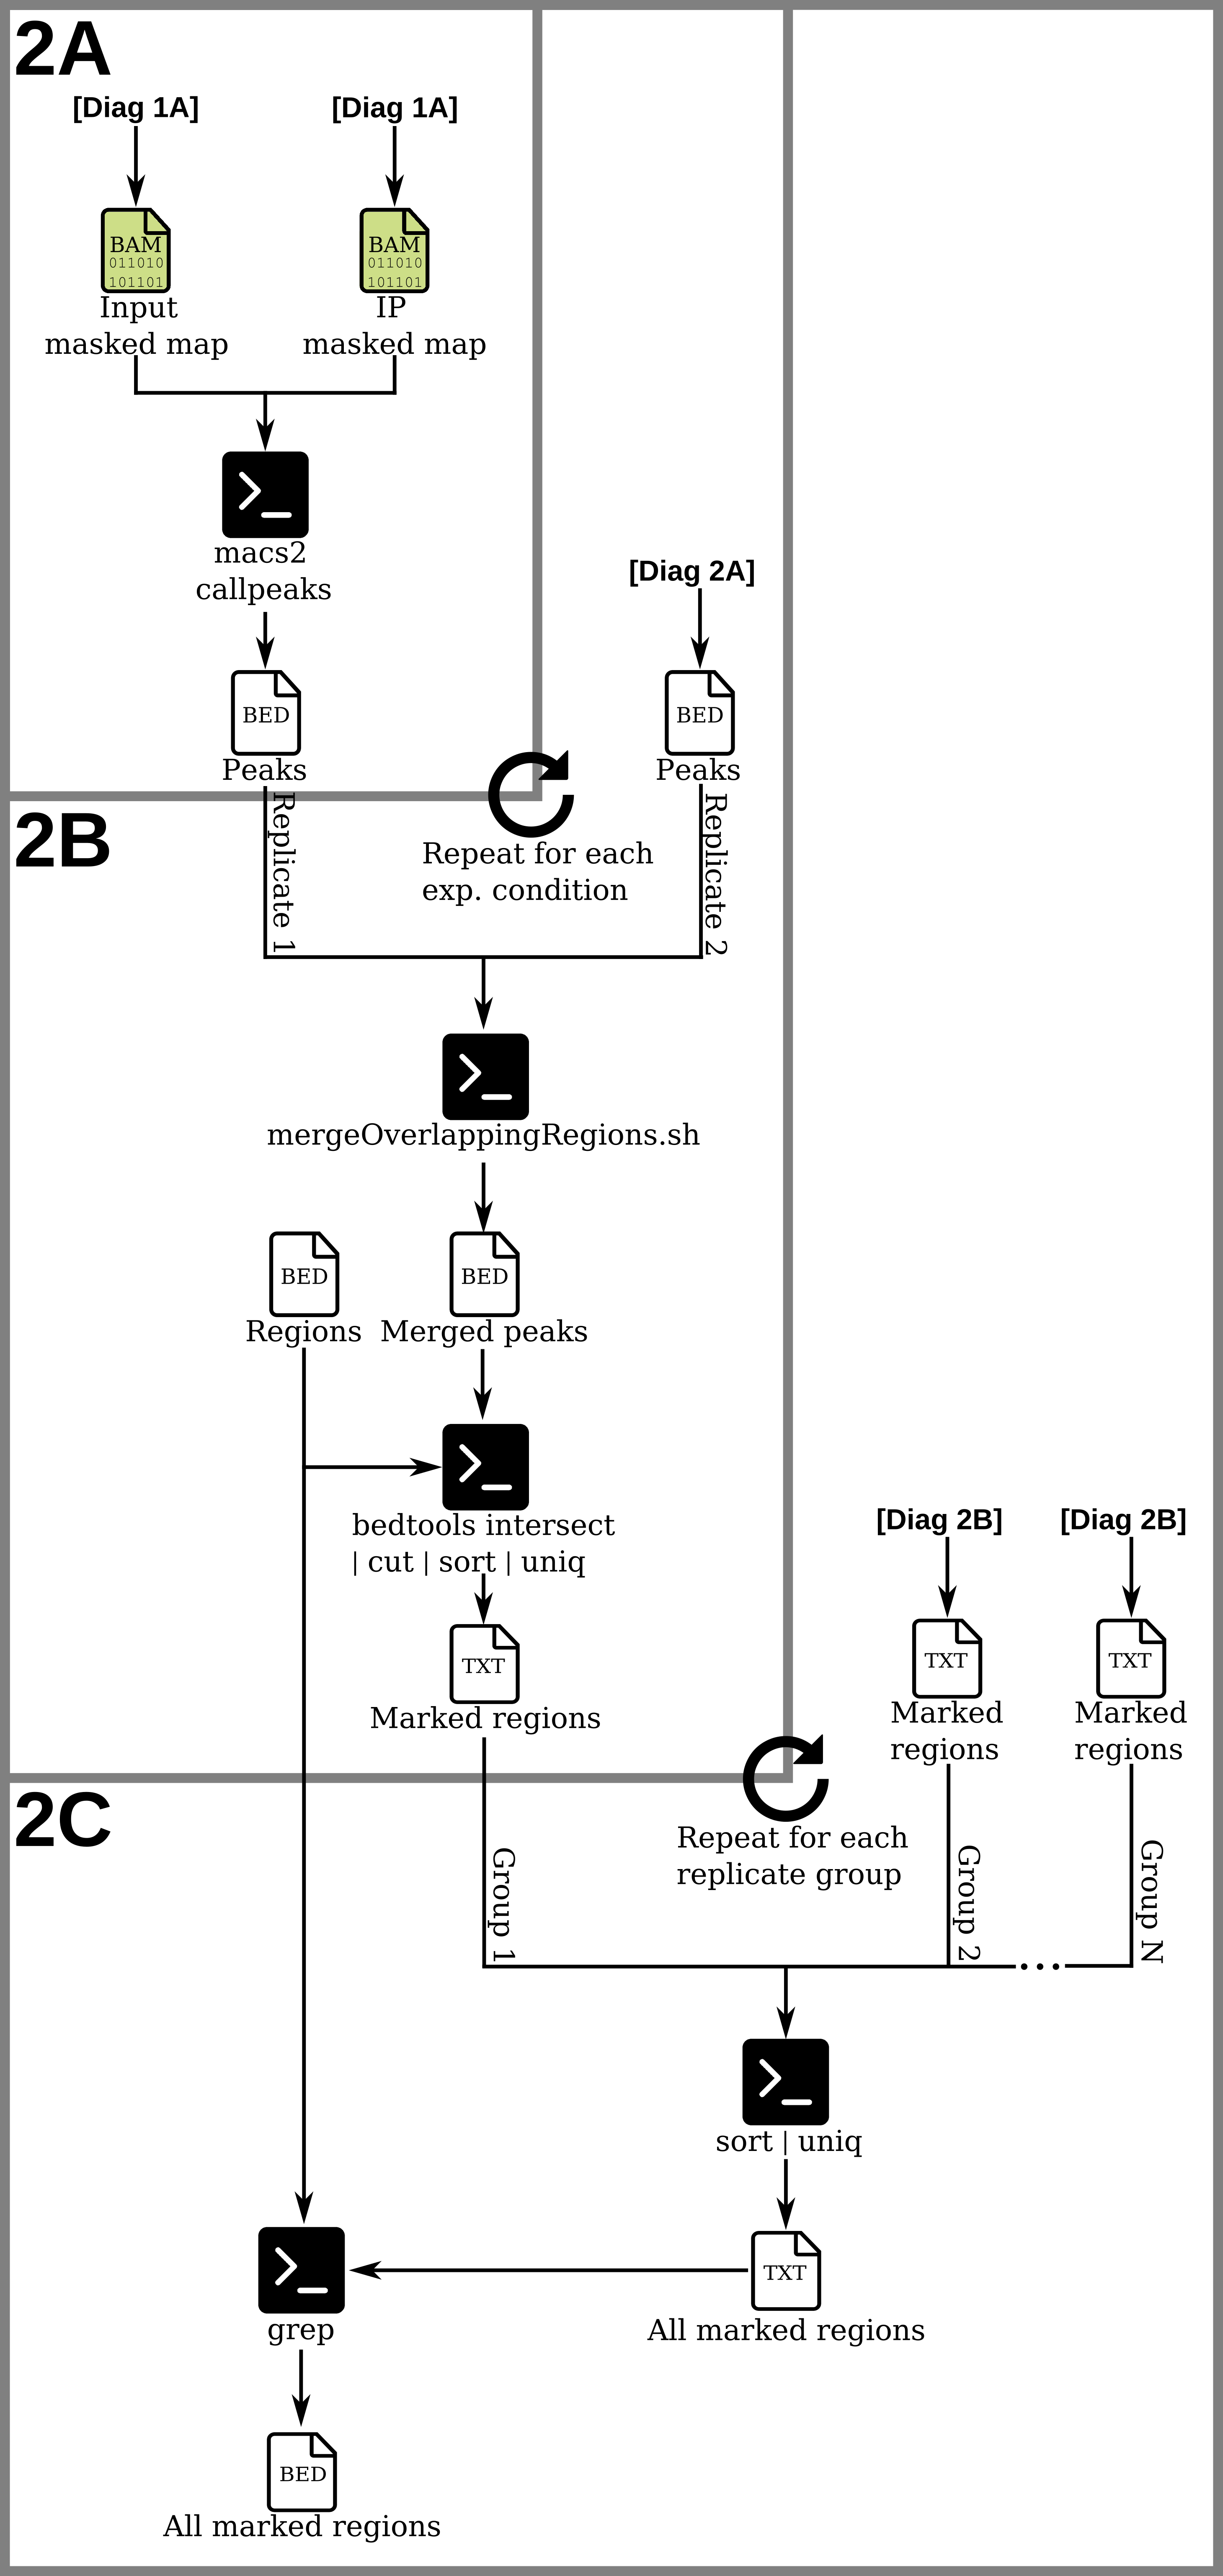 2A
[Diag 1A]
[Diag 1A]
BAM
011010
101101
Input
masked map
BAM
011010
101101
IP
masked map
macs2
callpeaks
BED
Peaks
[Diag 2A]
BED
Peaks
2B
Replicate 1
Repeat for each
exp. condition
Replicate 2
mergeOverlappingRegions.sh
BED
Regions
BED
Merged peaks
bedtools intersect
| cut | sort | uniq
TXT
Marked regions
[Diag 2B]
[Diag 2B]
TXT
Marked
regions
TXT
Marked
regions
2C
Repeat for each
replicate group
Group 1
Group 2
Group N
...
sort | uniq
TXT
All marked regions
grep
BED
All marked regions